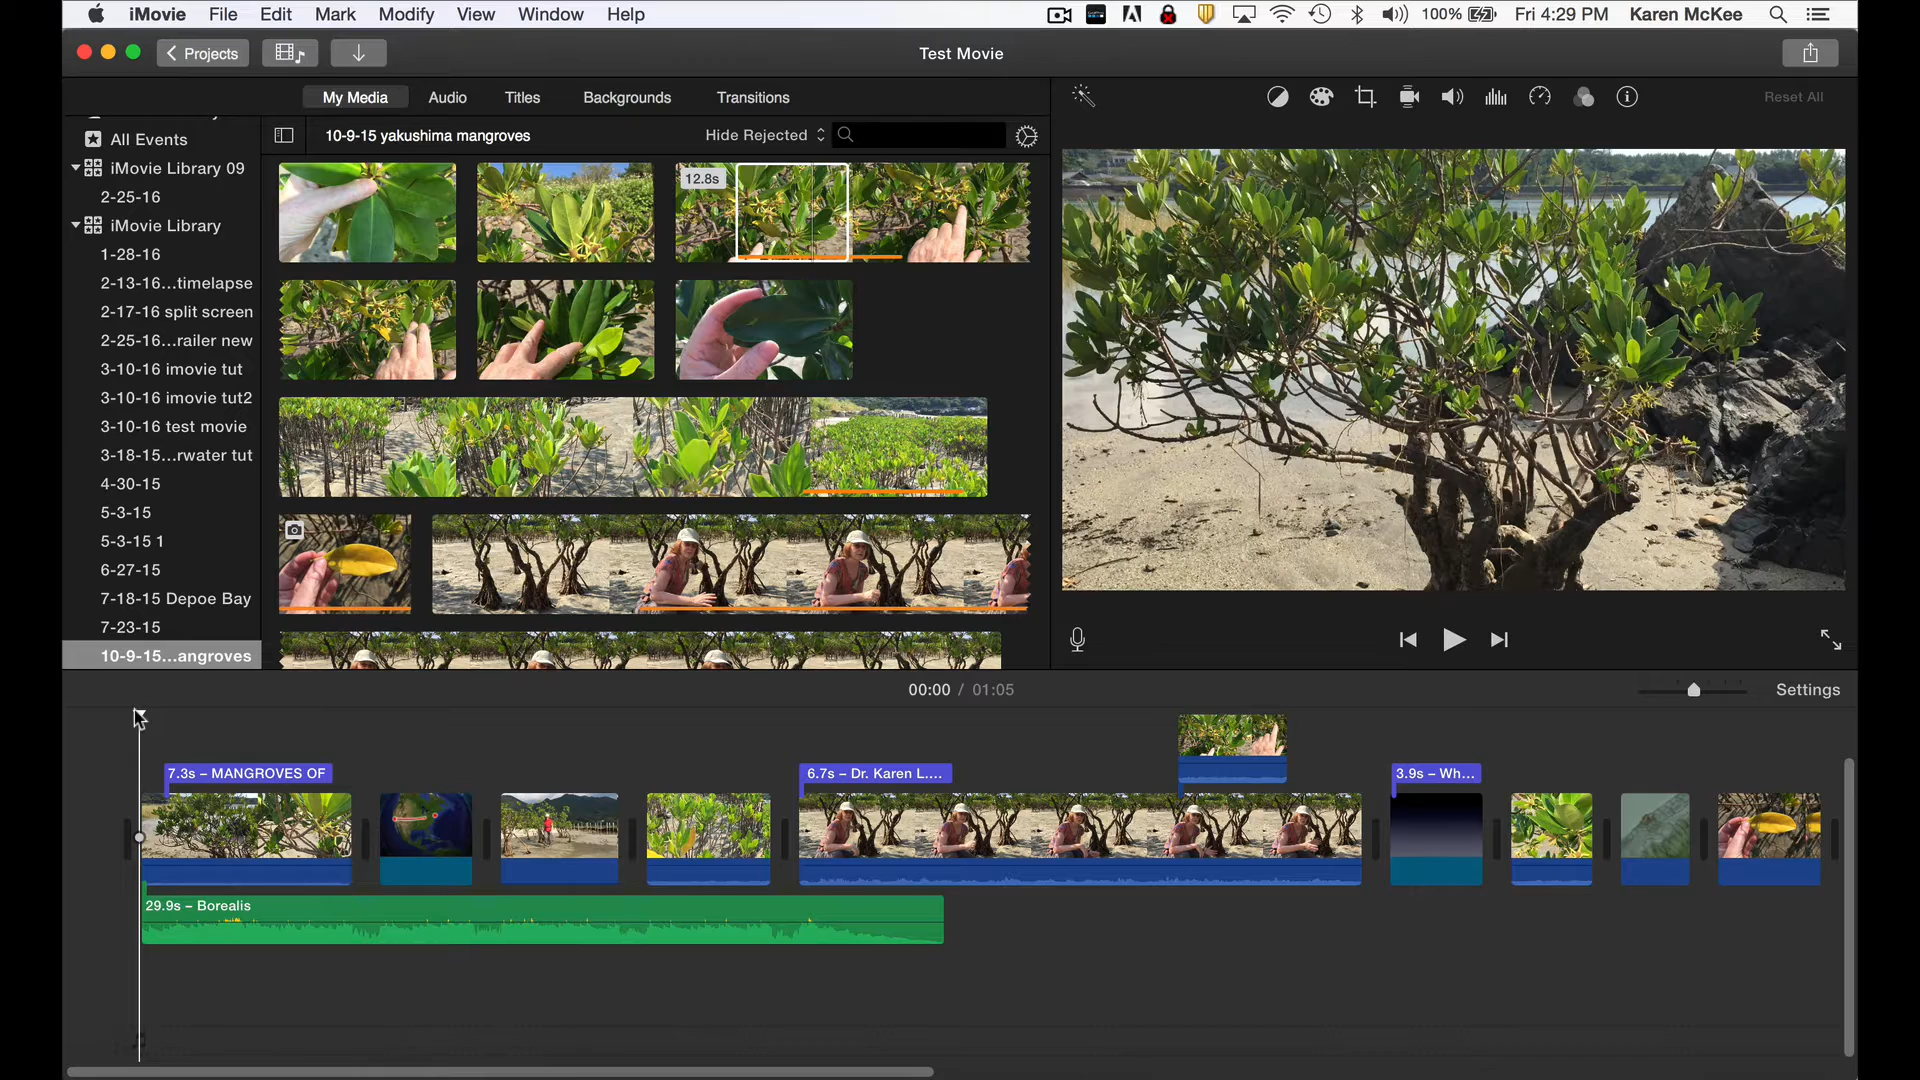 iMovie File Edit Mark Modify View Window Help 100% Fri 4:29 PM Karen McKee
Projects Test Movie
My Media Audio Titles Backgrounds Transitions Reset All
All Events
10-9-15 yakushima mangroves Hide Rejected
iMovie Library 09
2-25-16
iMovie Library
1-28-16
2-13-16...timelapse
2-17-16 split screen
2-25-16...railer new
3-10-16 imovie tut
3-10-16 imovie tut2
3-10-16 test movie
3-18-15...rwater tut
4-30-15
5-3-15
5-3-15 1
6-27-15
7-18-15 Depoe Bay
7-23-15
10-9-15...angroves
12.8s
00:00 / 01:05 Settings
7.3s – MANGROVES OF
6.7s – Dr. Karen L....
3.9s – Wh...
29.9s – Borealis